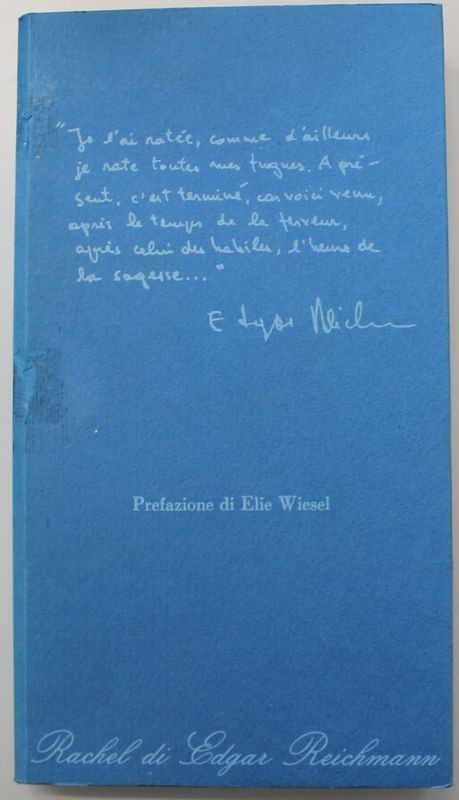 "Je l'ai ratée, comme d'ailleurs
je rate toutes mes fugues. A pré-
sent, c'est terminé, car voici venu,
après le temps de la ferveur,
après celui des habiles, l'heure de
la sagesse..."
Edgar Reichmann
Prefazione di Elie Wiesel
Rachel di Edgar Reichmann